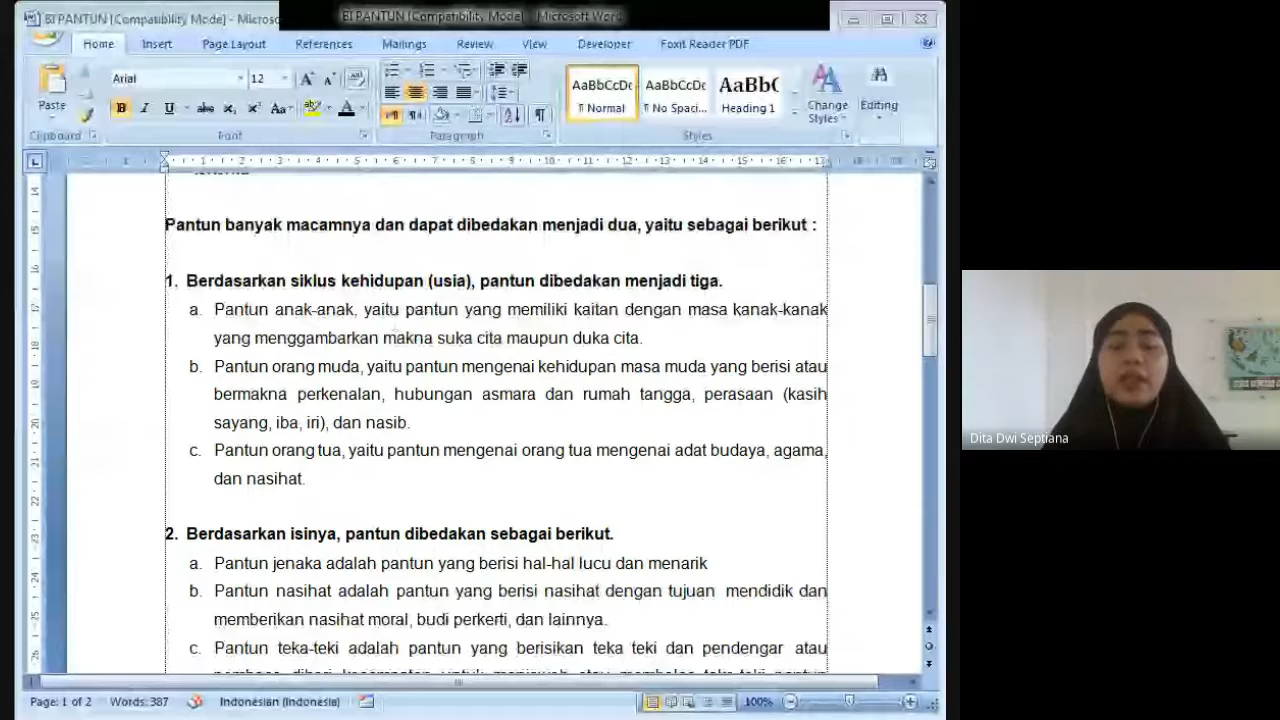 BI PANTUN [Compatibility Mode] - Microso
BI PANTUN [Compatibility Mode] - Microsoft Word
Home Insert Page Layout References Mailings Review View Developer Foxit Reader PDF
Arial 12
AaBbCcDc AaBbCcDc AaBbC
Paste
¶ Normal ¶ No Spaci... Heading 1
Change Styles Editing
Clipboard Font Paragraph Styles
Pantun banyak macamnya dan dapat dibedakan menjadi dua, yaitu sebagai berikut :
1. Berdasarkan siklus kehidupan (usia), pantun dibedakan menjadi tiga.
a. Pantun anak-anak, yaitu pantun yang memiliki kaitan dengan masa kanak-kanak
yang menggambarkan makna suka cita maupun duka cita.
b. Pantun orang muda, yaitu pantun mengenai kehidupan masa muda yang berisi atau
bermakna perkenalan, hubungan asmara dan rumah tangga, perasaan (kasih
sayang, iba, iri), dan nasib.
c. Pantun orang tua, yaitu pantun mengenai orang tua mengenai adat budaya, agama,
dan nasihat.
2. Berdasarkan isinya, pantun dibedakan sebagai berikut.
a. Pantun jenaka adalah pantun yang berisi hal-hal lucu dan menarik
b. Pantun nasihat adalah pantun yang berisi nasihat dengan tujuan mendidik dan
memberikan nasihat moral, budi perkerti, dan lainnya.
c. Pantun teka-teki adalah pantun yang berisikan teka teki dan pendengar atau
Page: 1 of 2 Words: 387 Indonesian (Indonesia) 100%
Dita Dwi Septiana